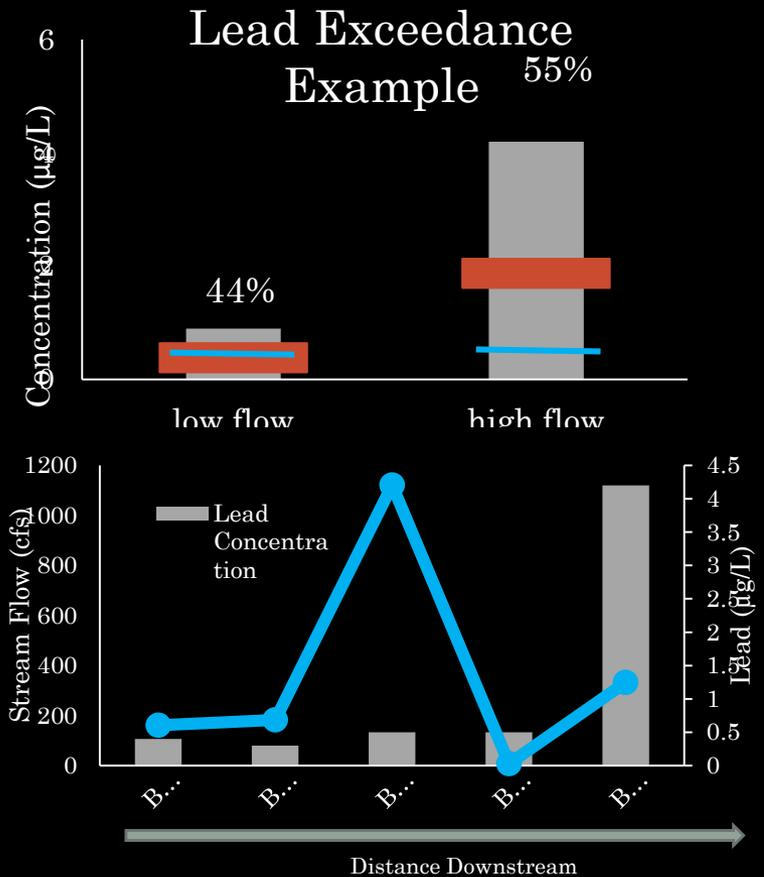 Lead Exceedance
Example
6
4
2
0
Concentration (µg/L)
55%
44%
low flow
high flow
1200
1000
800
600
400
200
0
Stream Flow (cfs)
Lead
Concentra
tion
4.5
4
3.5
3
2.5
2
1.5
1
0.5
0
Lead (µg/L)
B...
B...
B...
B...
B...
Distance Downstream